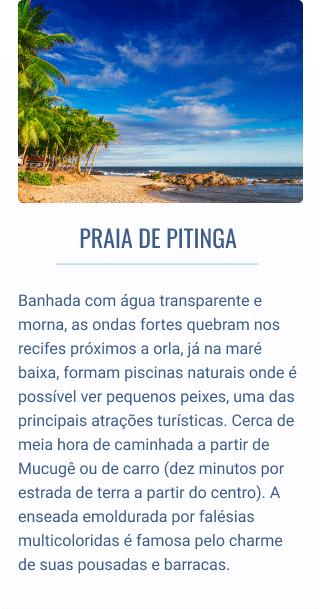 PRAIA DE PITINGA
Banhada com água transparente e
morna, as ondas fortes quebram nos
recifes próximos a orla, já na maré
baixa, formam piscinas naturais onde é
possível ver pequenos peixes, uma das
principais atrações turísticas. Cerca de
meia hora de caminhada a partir de
Mucugê ou de carro (dez minutos por
estrada de terra a partir do centro). A
enseada emoldurada por falésias
multicoloridas é famosa pelo charme
de suas pousadas e barracas.